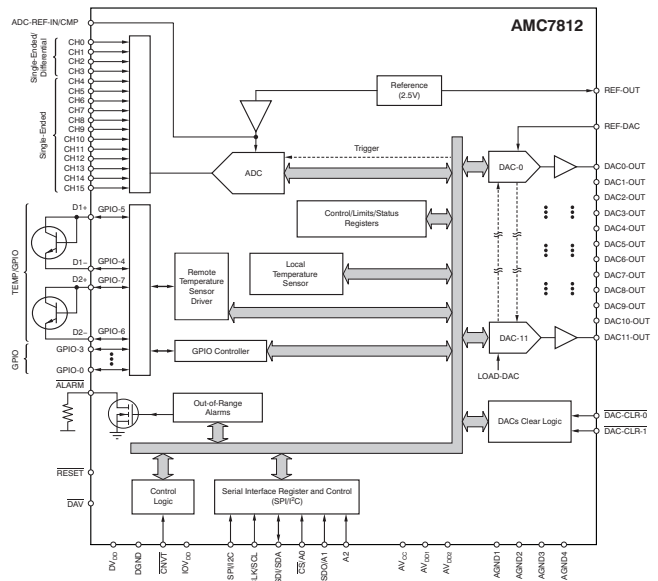 AMC7812
ADC-REF-IN/CMP
Single-Ended/
Differential
CH0
CH1
CH2
CH3
Single-Ended
CH4
CH5
CH6
CH7
CH8
CH9
CH10
CH11
CH12
CH13
CH14
CH15
Reference
(2.5V)
REF-OUT
REF-DAC
Trigger
ADC
DAC-0
DAC0-OUT
DAC1-OUT
DAC2-OUT
DAC3-OUT
DAC4-OUT
DAC5-OUT
DAC6-OUT
DAC7-OUT
DAC8-OUT
DAC9-OUT
DAC10-OUT
DAC11-OUT
DAC-11
LOAD-DAC
Control/Limits/Status
Registers
TEMP/GPIO
D1+
GPIO-5
D1−
GPIO-4
D2+
GPIO-7
D2−
GPIO-6
GPIO
GPIO-3
GPIO-0
Remote
Temperature
Sensor
Driver
Local
Temperature
Sensor
GPIO Controller
ALARM
Out-of-Range
Alarms
DACs Clear Logic
DAC-CLR-0
DAC-CLR-1
RESET
DAV
Control
Logic
Serial Interface Register and Control
(SPI/I²C)
DVDD
DGND
CNVT
IOVDD
SPI/I2C
LK/SCL
SDI/SDA
CS/A0
SDO/A1
A2
AVCC
AVDD1
AVDD2
AGND1
AGND2
AGND3
AGND4